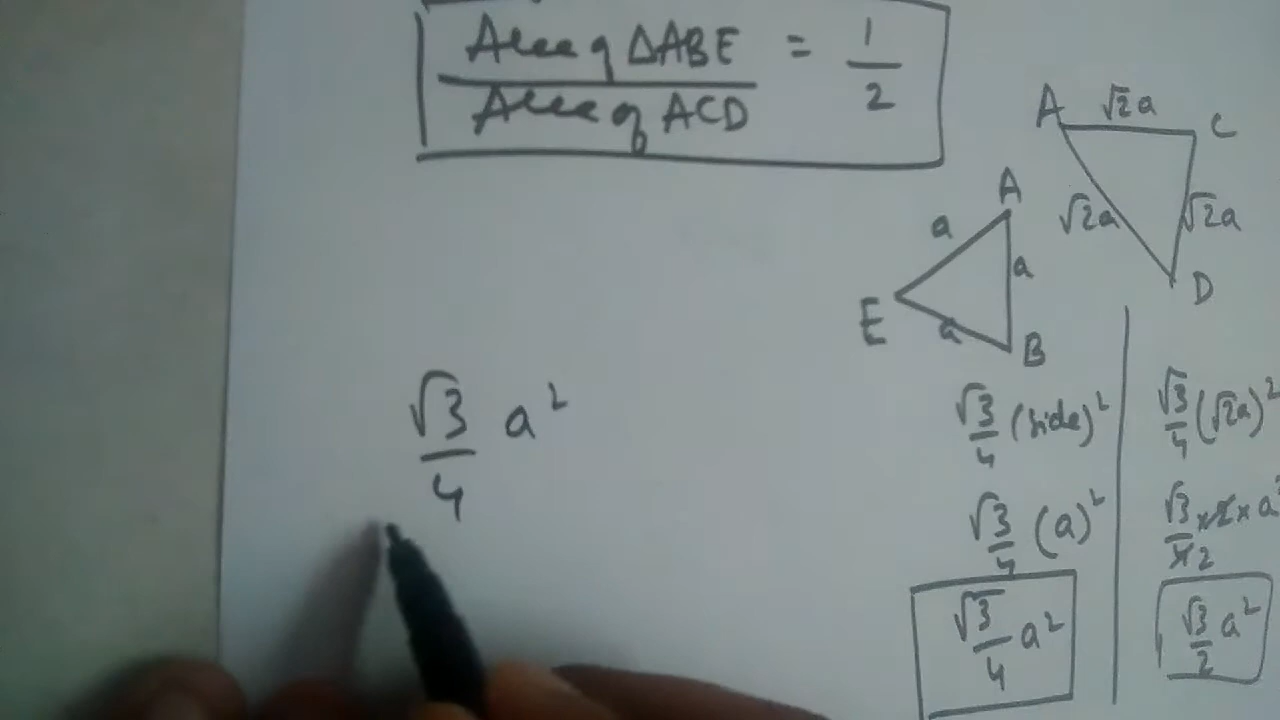 Area of ΔABE / Area of ACD = 1/2
A √2a C
√2a √2a
D
A
a a
E a B
√3/4 a²
√3/4 (side)²
√3/4 (a)²
√3/4 a²
√3/4 (√2a)²
√3/4 × 2 × a²
2
√3/2 a²